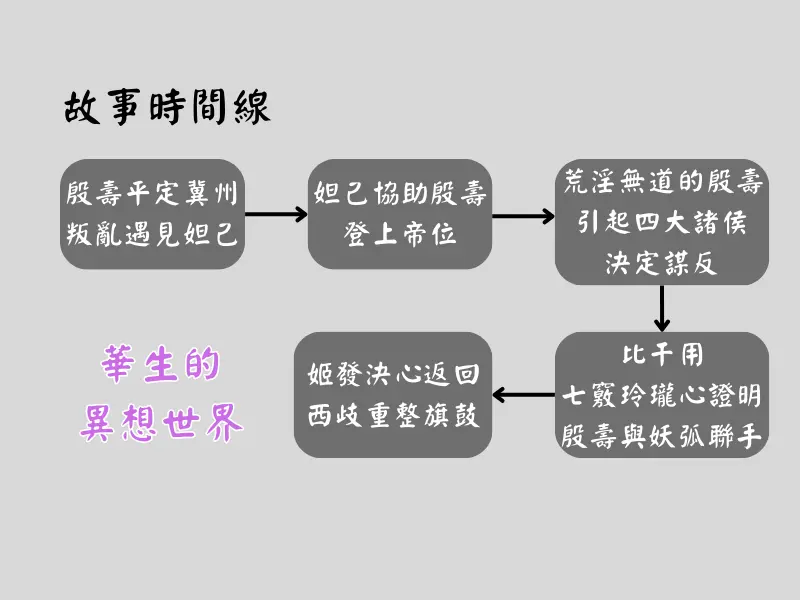 故事時間線
殷壽平定冀州
叛亂遇見妲己
妲己協助殷壽
登上帝位
荒淫無道的殷壽
引起四大諸侯
決定謀反
比干用
七竅玲瓏心證明
殷壽與妖弧聯手
姬發決心返回
西歧重整旗鼓
華生的
異想世界